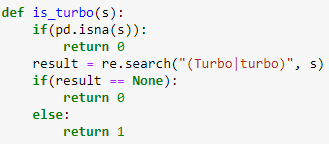 def is_turbo(s):
    if(pd.isna(s)):
        return 0
    result = re.search("(Turbo|turbo)", s)
    if(result == None):
        return 0
    else:
        return 1